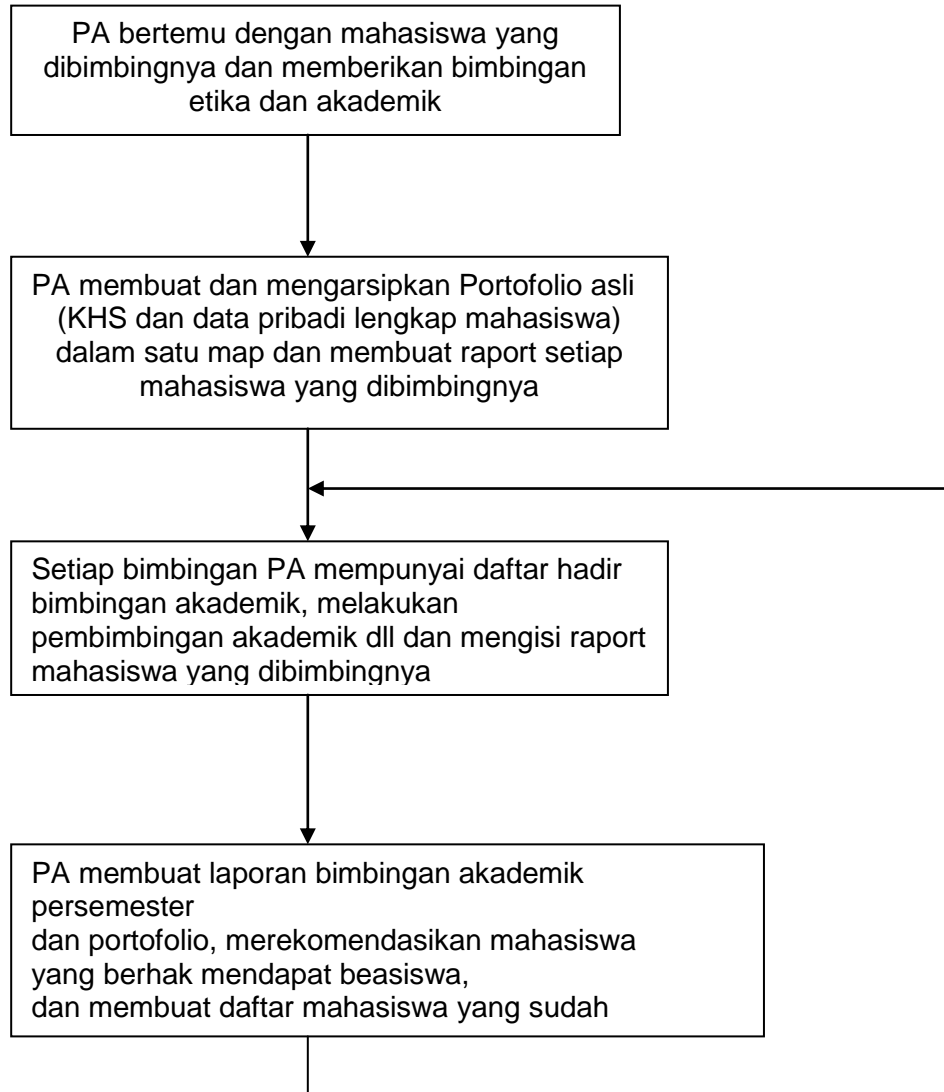 PA bertemu dengan mahasiswa yang
dibimbingnya dan memberikan bimbingan
etika dan akademik
PA membuat dan mengarsipkan Portofolio asli
(KHS dan data pribadi lengkap mahasiswa)
dalam satu map dan membuat raport setiap
mahasiswa yang dibimbingnya
Setiap bimbingan PA mempunyai daftar hadir
bimbingan akademik, melakukan
pembimbingan akademik dll dan mengisi raport
mahasiswa yang dibimbingnya
PA membuat laporan bimbingan akademik
persemester
dan portofolio, merekomendasikan mahasiswa
yang berhak mendapat beasiswa,
dan membuat daftar mahasiswa yang sudah